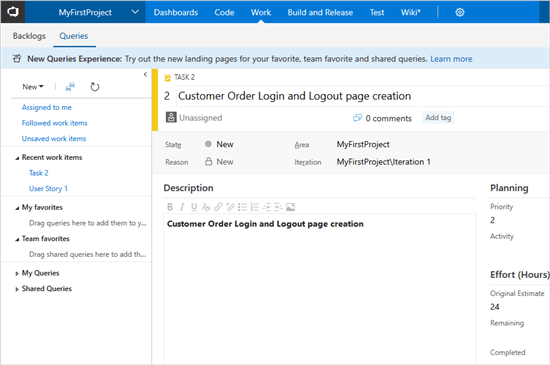 MyFirstProject Dashboards Code Work Build and Release Test Wiki*
Backlogs Queries
New Queries Experience: Try out the new landing pages for your favorite, team favorite and shared queries. Learn more
New
Assigned to me
Followed work items
Unsaved work items
Recent work items
Task 2
User Story 1
My favorites
Drag queries here to add them to y...
Team favorites
Drag shared queries here to add th...
My Queries
Shared Queries
TASK 2
2 Customer Order Login and Logout page creation
Unassigned 0 comments Add tag
State New Area MyFirstProject
Reason New Iteration MyFirstProject\Iteration 1
Description
B I U
Customer Order Login and Logout page creation
Planning
Priority
2
Activity
Effort (Hours)
Original Estimate
24
Remaining
Completed